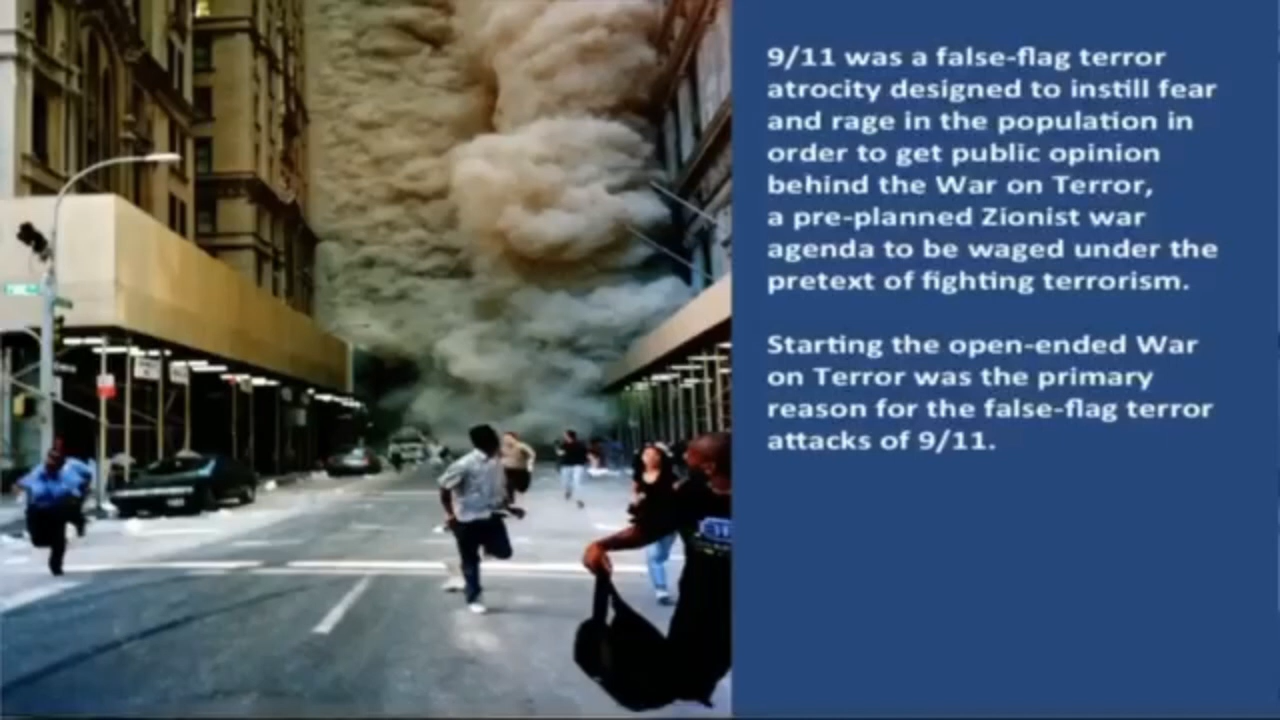 9/11 was a false-flag terror
atrocity designed to instill fear
and rage in the population in
order to get public opinion
behind the War on Terror,
a pre-planned Zionist war
agenda to be waged under the
pretext of fighting terrorism.
Starting the open-ended War
on Terror was the primary
reason for the false-flag terror
attacks of 9/11.